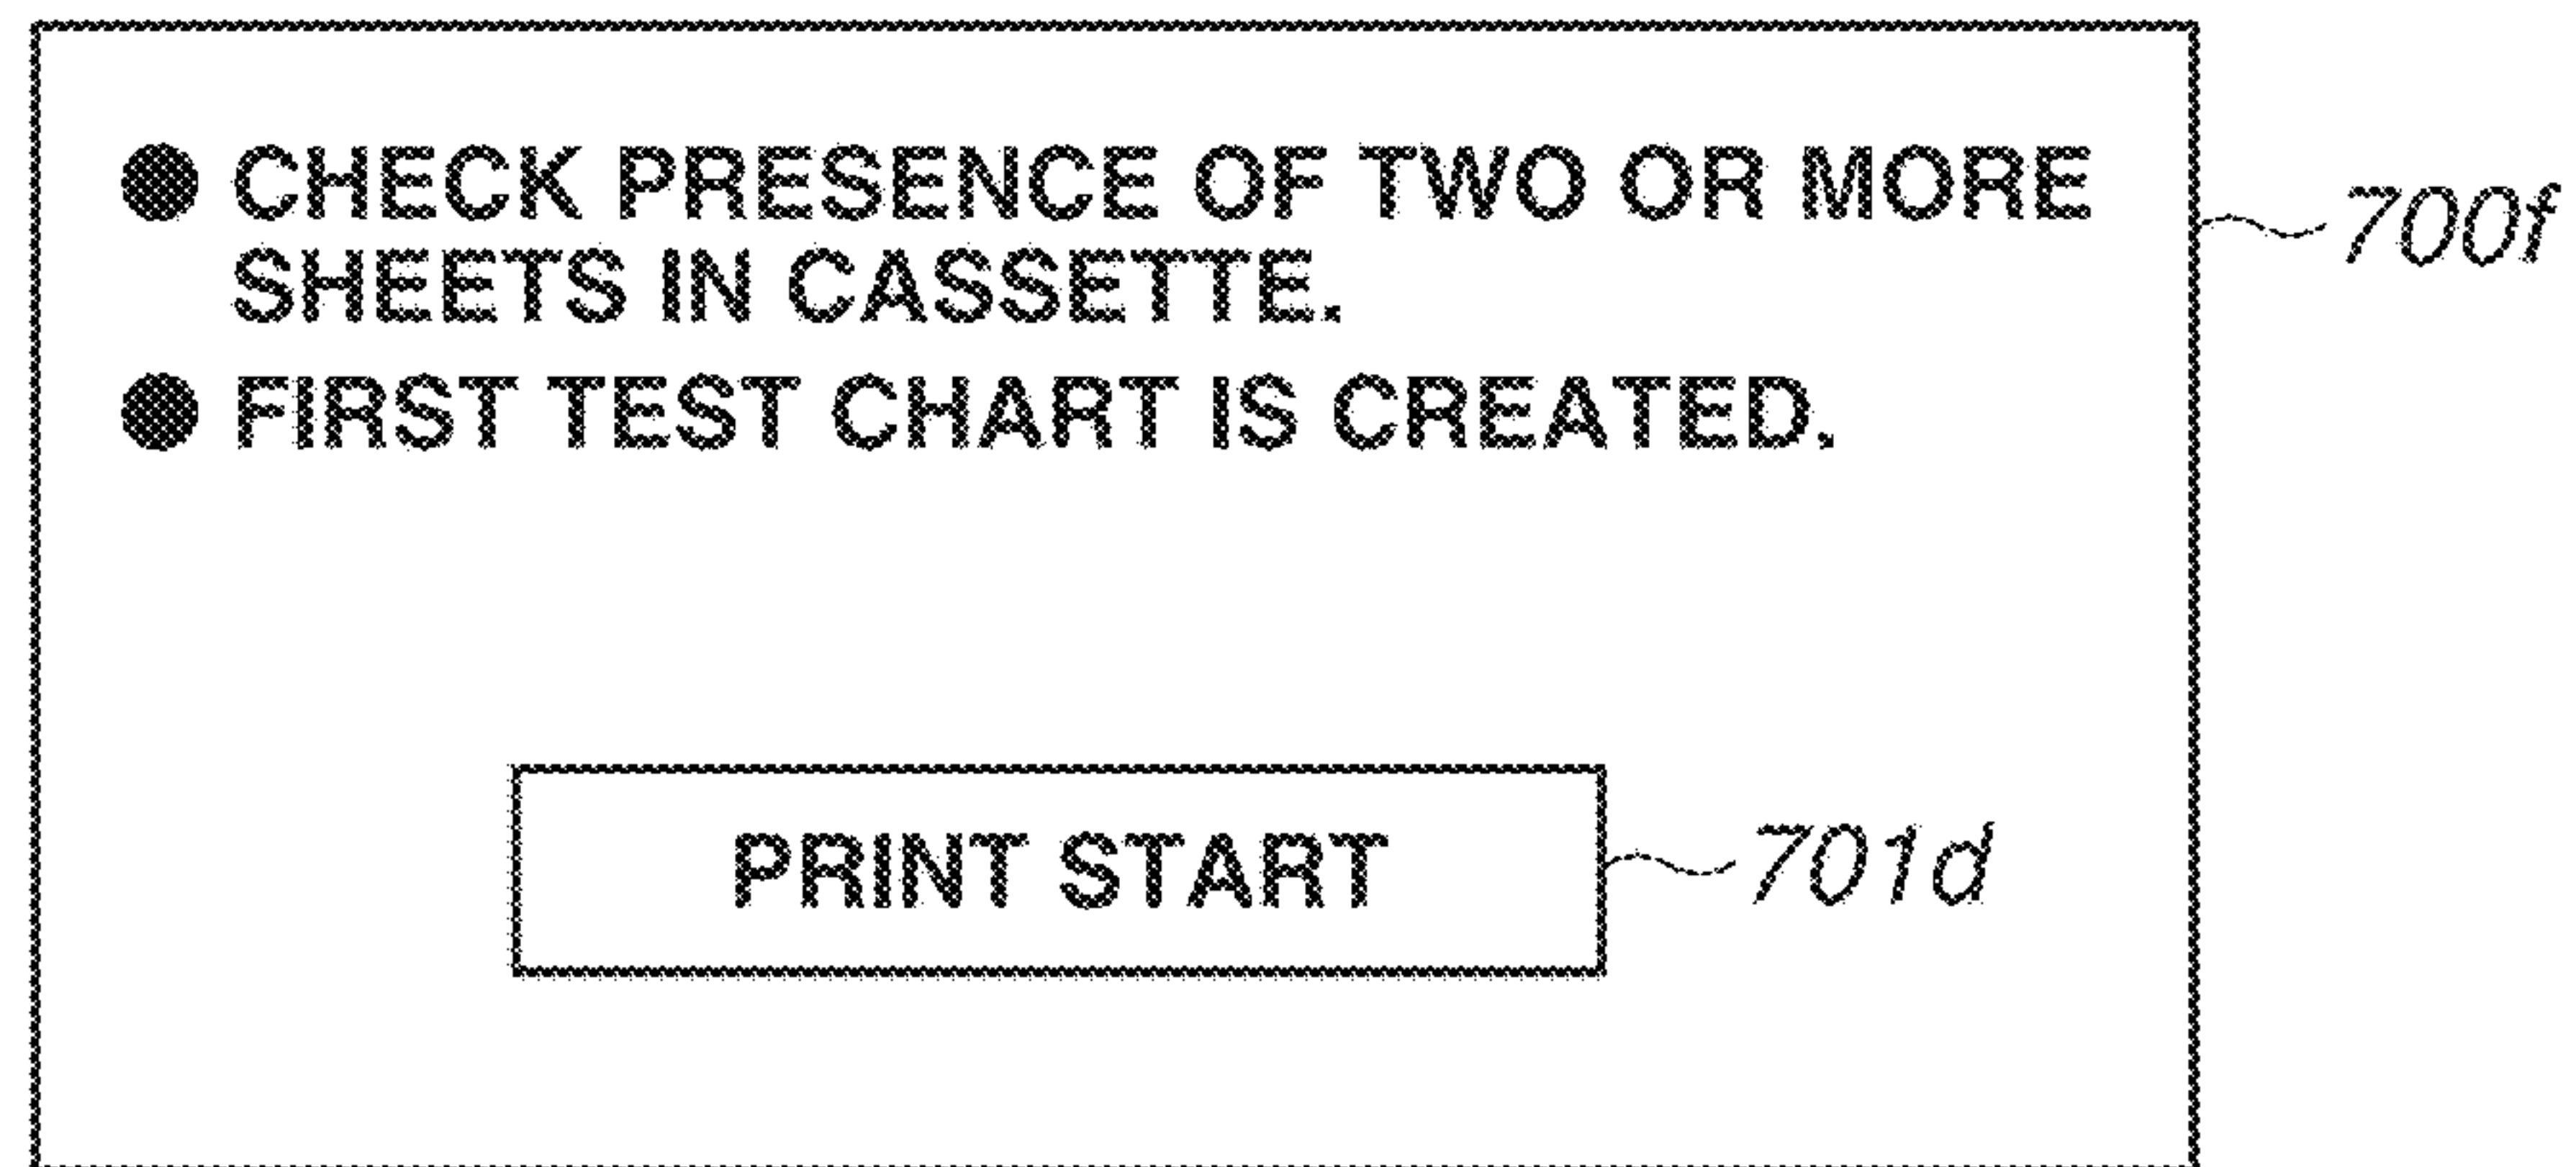 ● CHECK PRESENCE OF TWO OR MORE
SHEETS IN CASSETTE.
● FIRST TEST CHART IS CREATED.
PRINT START
700f
701d